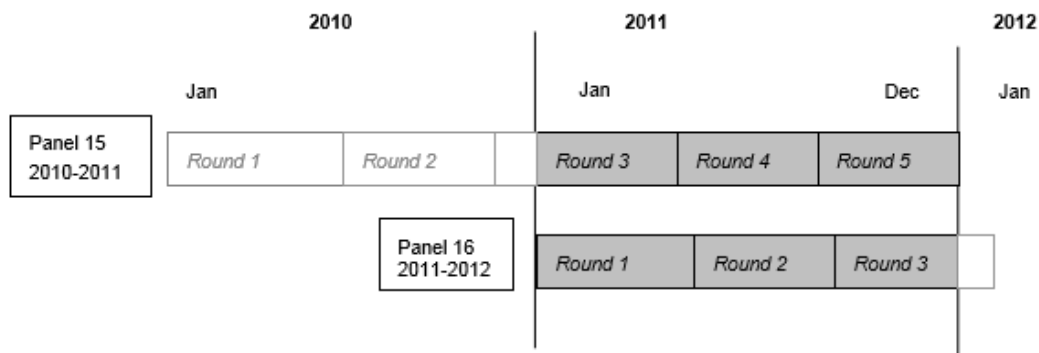 2010 2011 2012
Jan Jan Dec Jan
Panel 15
2010-2011
Round 1 Round 2 Round 3 Round 4 Round 5
Panel 16
2011-2012
Round 1 Round 2 Round 3